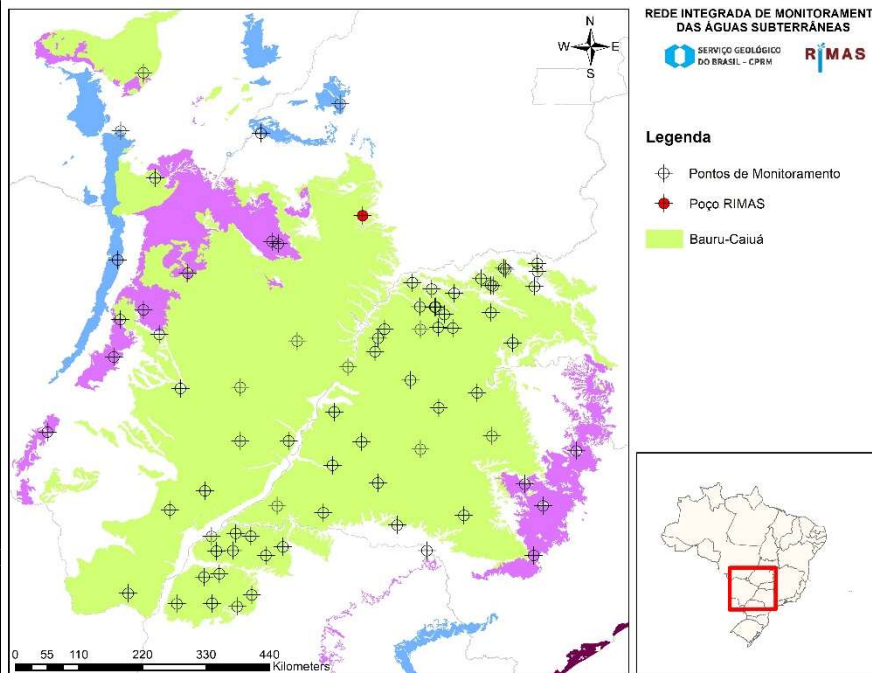 REDE INTEGRADA DE MONITORAMENT
DAS ÁGUAS SUBTERRÂNEAS
SERVIÇO GEOLÓGICO
DO BRASIL - CPRM
RIMAS
N
W E
S
Legenda
Pontos de Monitoramento
Poço RIMAS
Bauru-Caiuá
0 55 110 220 330 440
Kilometers